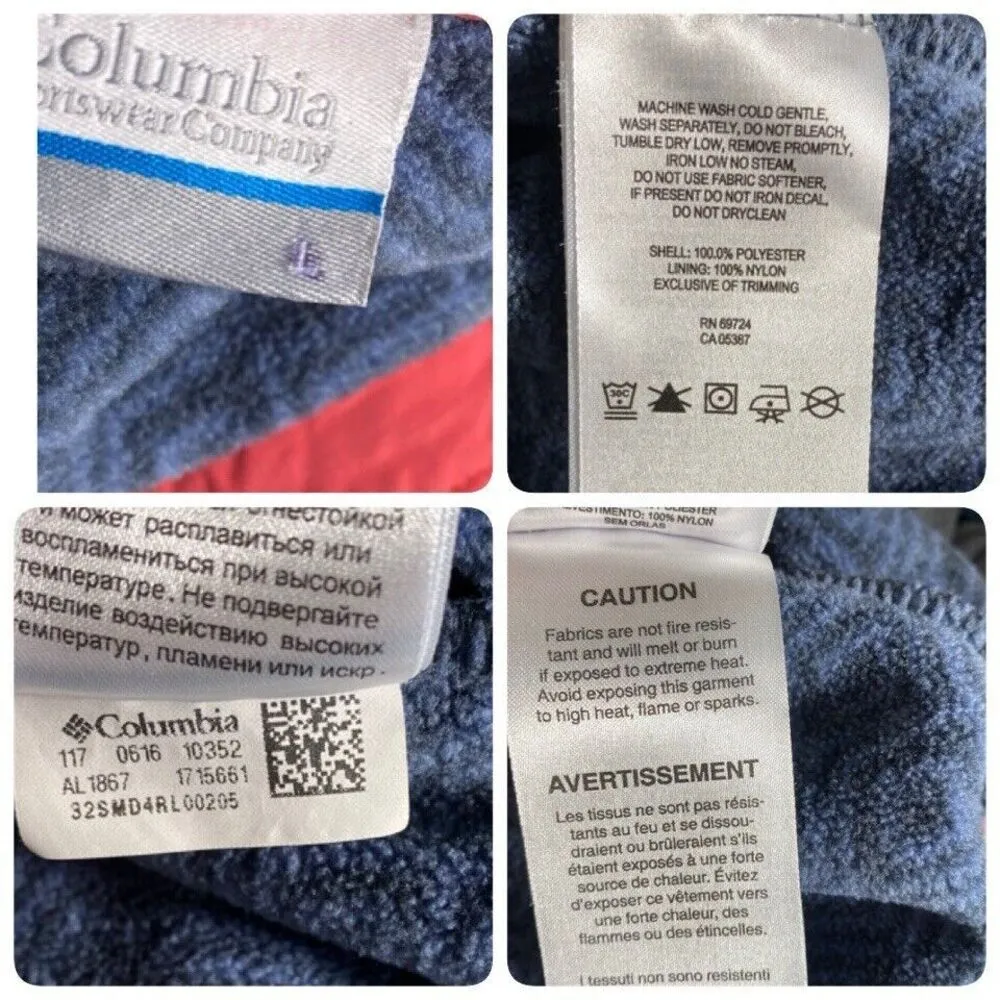 Columbia
Sportswear Company
L
MACHINE WASH COLD GENTLE,
WASH SEPARATELY, DO NOT BLEACH,
TUMBLE DRY LOW, REMOVE PROMPTLY,
IRON LOW NO STEAM,
DO NOT USE FABRIC SOFTENER,
IF PRESENT DO NOT IRON DECAL,
DO NOT DRYCLEAN
SHELL: 100.0% POLYESTER
LINING: 100% NYLON
EXCLUSIVE OF TRIMMING
RN 69724
CA 05367
30C
и может расплавиться или
воспламениться при высокой
температуре. Не подвергайте
изделие воздействию высоких
температур, пламени или искр.
Columbia
117 0616 10352
AL1867 1715661
32SMD4RL00205
100% NYLON
SEM ORLAS
CAUTION
Fabrics are not fire resis-
tant and will melt or burn
if exposed to extreme heat.
Avoid exposing this garment
to high heat, flame or sparks.
AVERTISSEMENT
Les tissus ne sont pas résis-
tants au feu et se dissou-
draient ou brûleraient s'ils
étaient exposés à une forte
source de chaleur. Évitez
d'exposer ce vêtement vers
une forte chaleur, des
flammes ou des étincelles.
I tessuti non sono resistenti